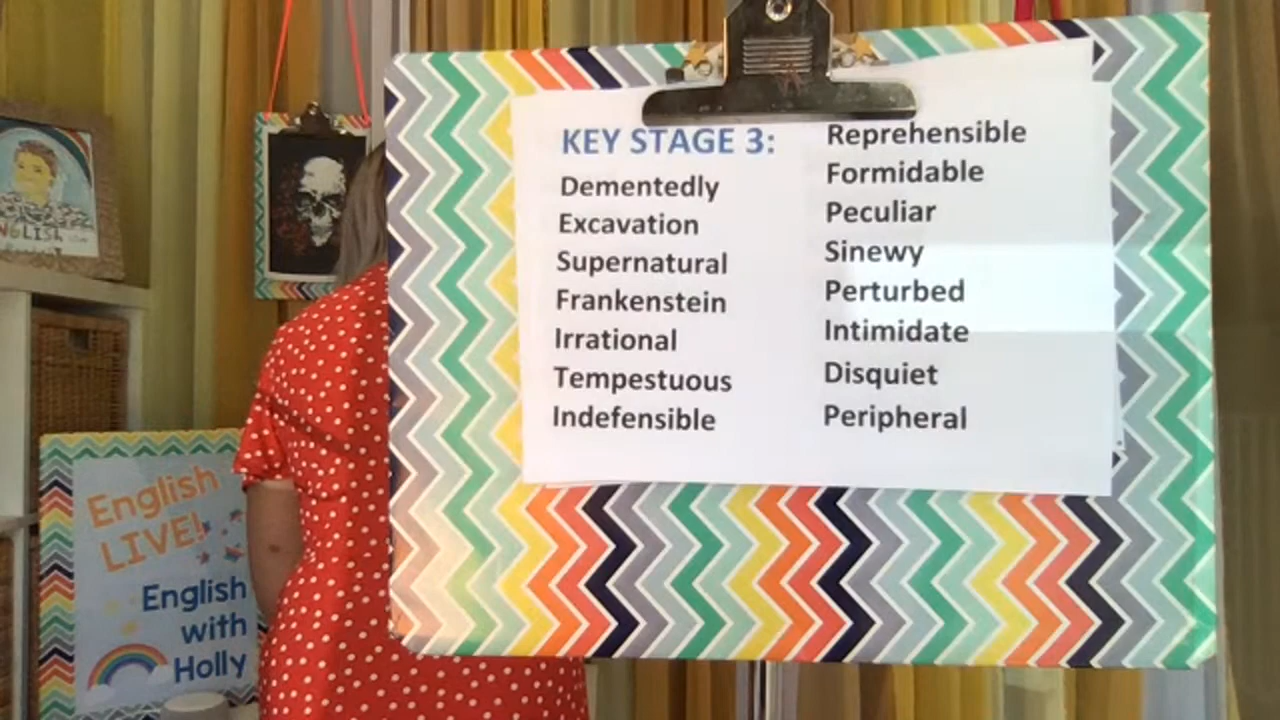 KEY STAGE 3:
Dementedly
Excavation
Supernatural
Frankenstein
Irrational
Tempestuous
Indefensible
Reprehensible
Formidable
Peculiar
Sinewy
Perturbed
Intimidate
Disquiet
Peripheral
English
LIVE!
English
with
Holly